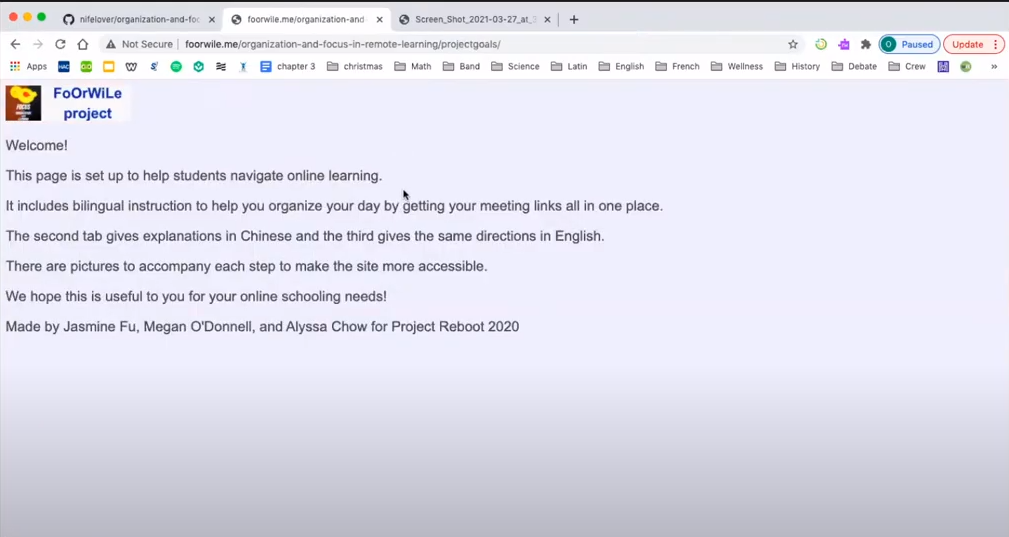 nifelover/organization-and-foc
foorwile.me/organization-and-
Screen_Shot_2021-03-27_at_3
Not Secure
foorwile.me/organization-and-focus-in-remote-learning/projectgoals/
Paused
Update
Apps
HAC
chapter 3
christmas
Math
Band
Science
Latin
English
French
Wellness
History
Debate
Crew
FoOrWiLe
project
Welcome!
This page is set up to help students navigate online learning.
It includes bilingual instruction to help you organize your day by getting your meeting links all in one place.
The second tab gives explanations in Chinese and the third gives the same directions in English.
There are pictures to accompany each step to make the site more accessible.
We hope this is useful to you for your online schooling needs!
Made by Jasmine Fu, Megan O'Donnell, and Alyssa Chow for Project Reboot 2020